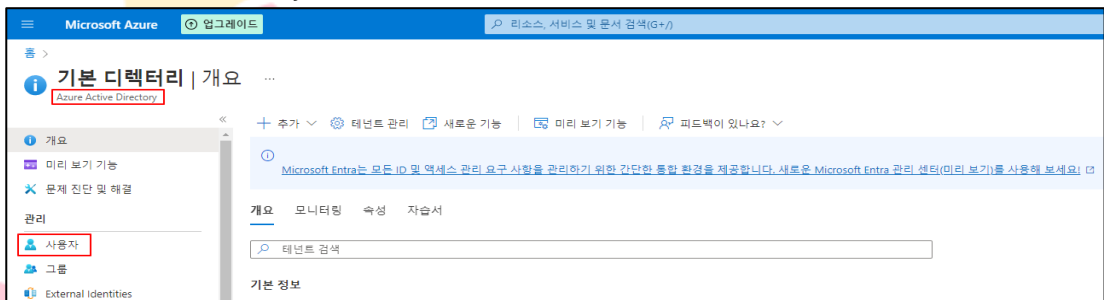 Microsoft Azure 업그레이드 리소스, 서비스 및 문서 검색(G+/)
홈 >
기본 디렉터리 | 개요 ...
Azure Active Directory
«
개요
미리 보기 기능
문제 진단 및 해결
관리
사용자
그룹
External Identities
추가 테넌트 관리 새로운 기능 미리 보기 기능 피드백이 있나요?
Microsoft Entra는 모든 ID 및 액세스 관리 요구 사항을 관리하기 위한 간단한 통합 환경을 제공합니다. 새로운 Microsoft Entra 관리 센터(미리 보기)를 사용해 보세요!
개요 모니터링 속성 자습서
테넌트 검색
기본 정보